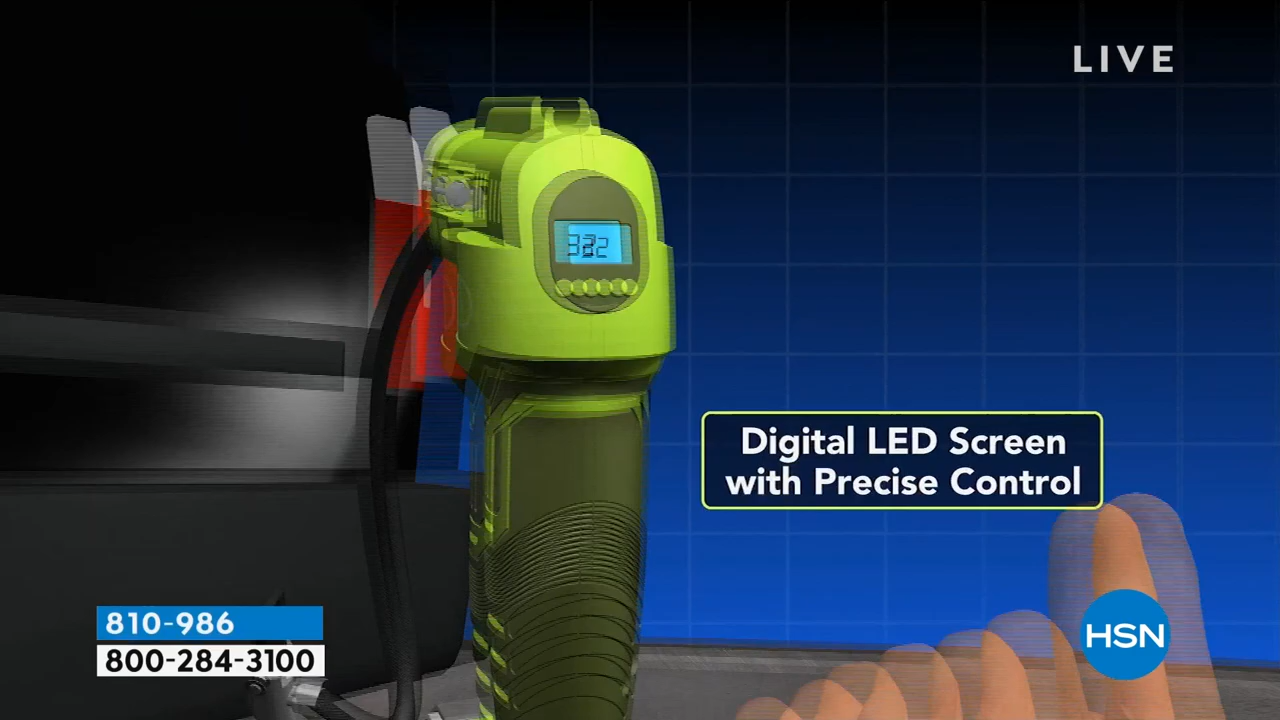 LIVE
Digital LED Screen
with Precise Control
810-986
800-284-3100
HSN